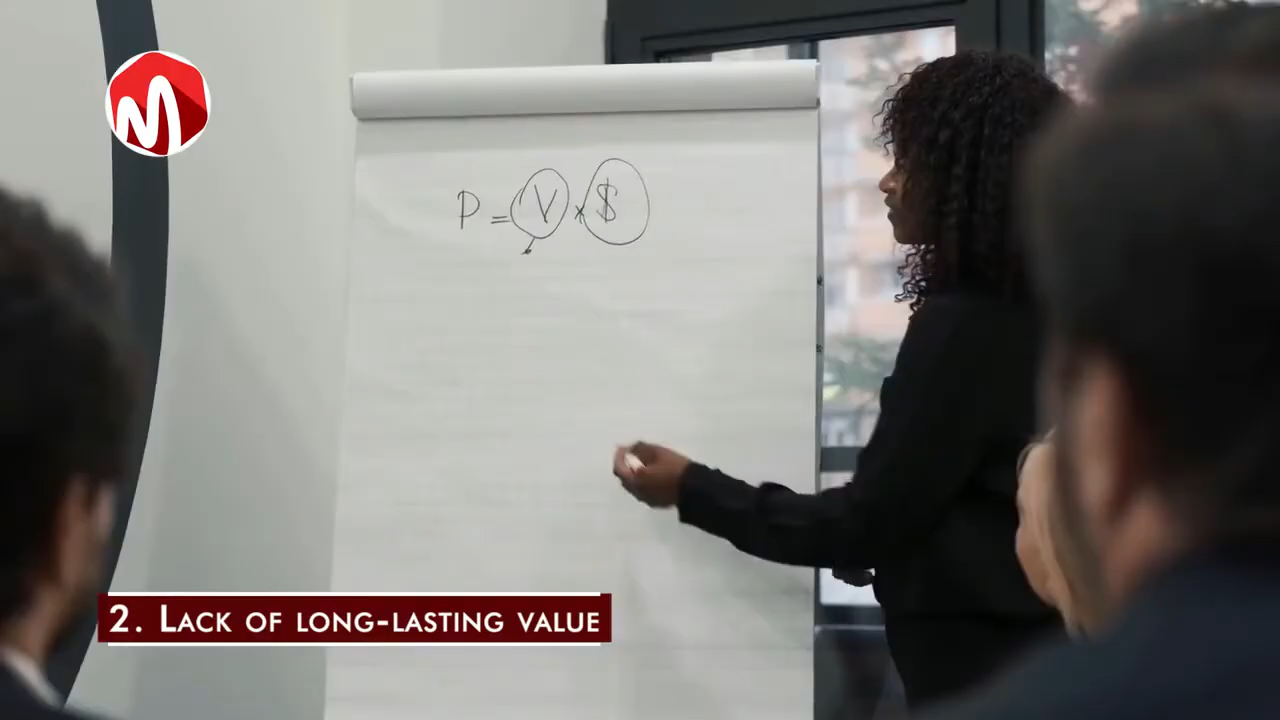 M
P = V × $
2. Lack of long-lasting value